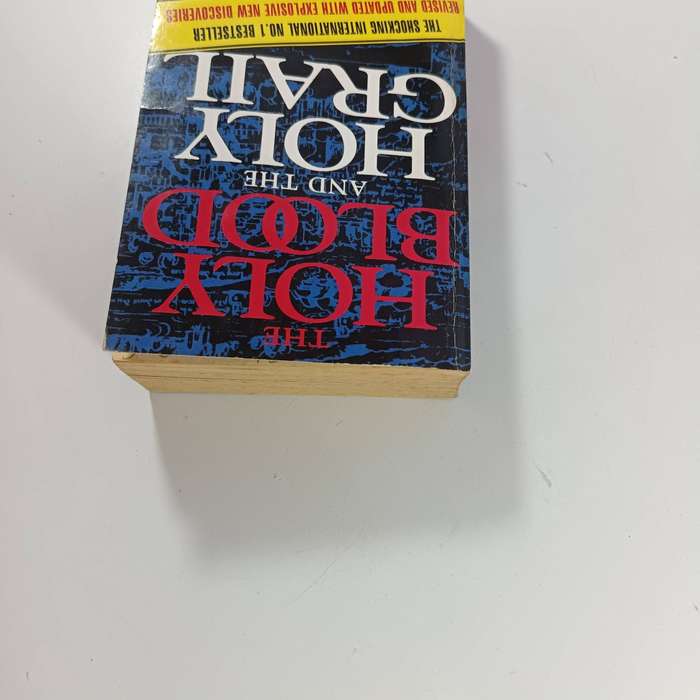 THE
HOLY
BLOOD
AND THE
HOLY
GRAIL
THE SHOCKING INTERNATIONAL NO.1 BESTSELLER
REVISED AND UPDATED WITH EXPLOSIVE NEW DISCOVERIES